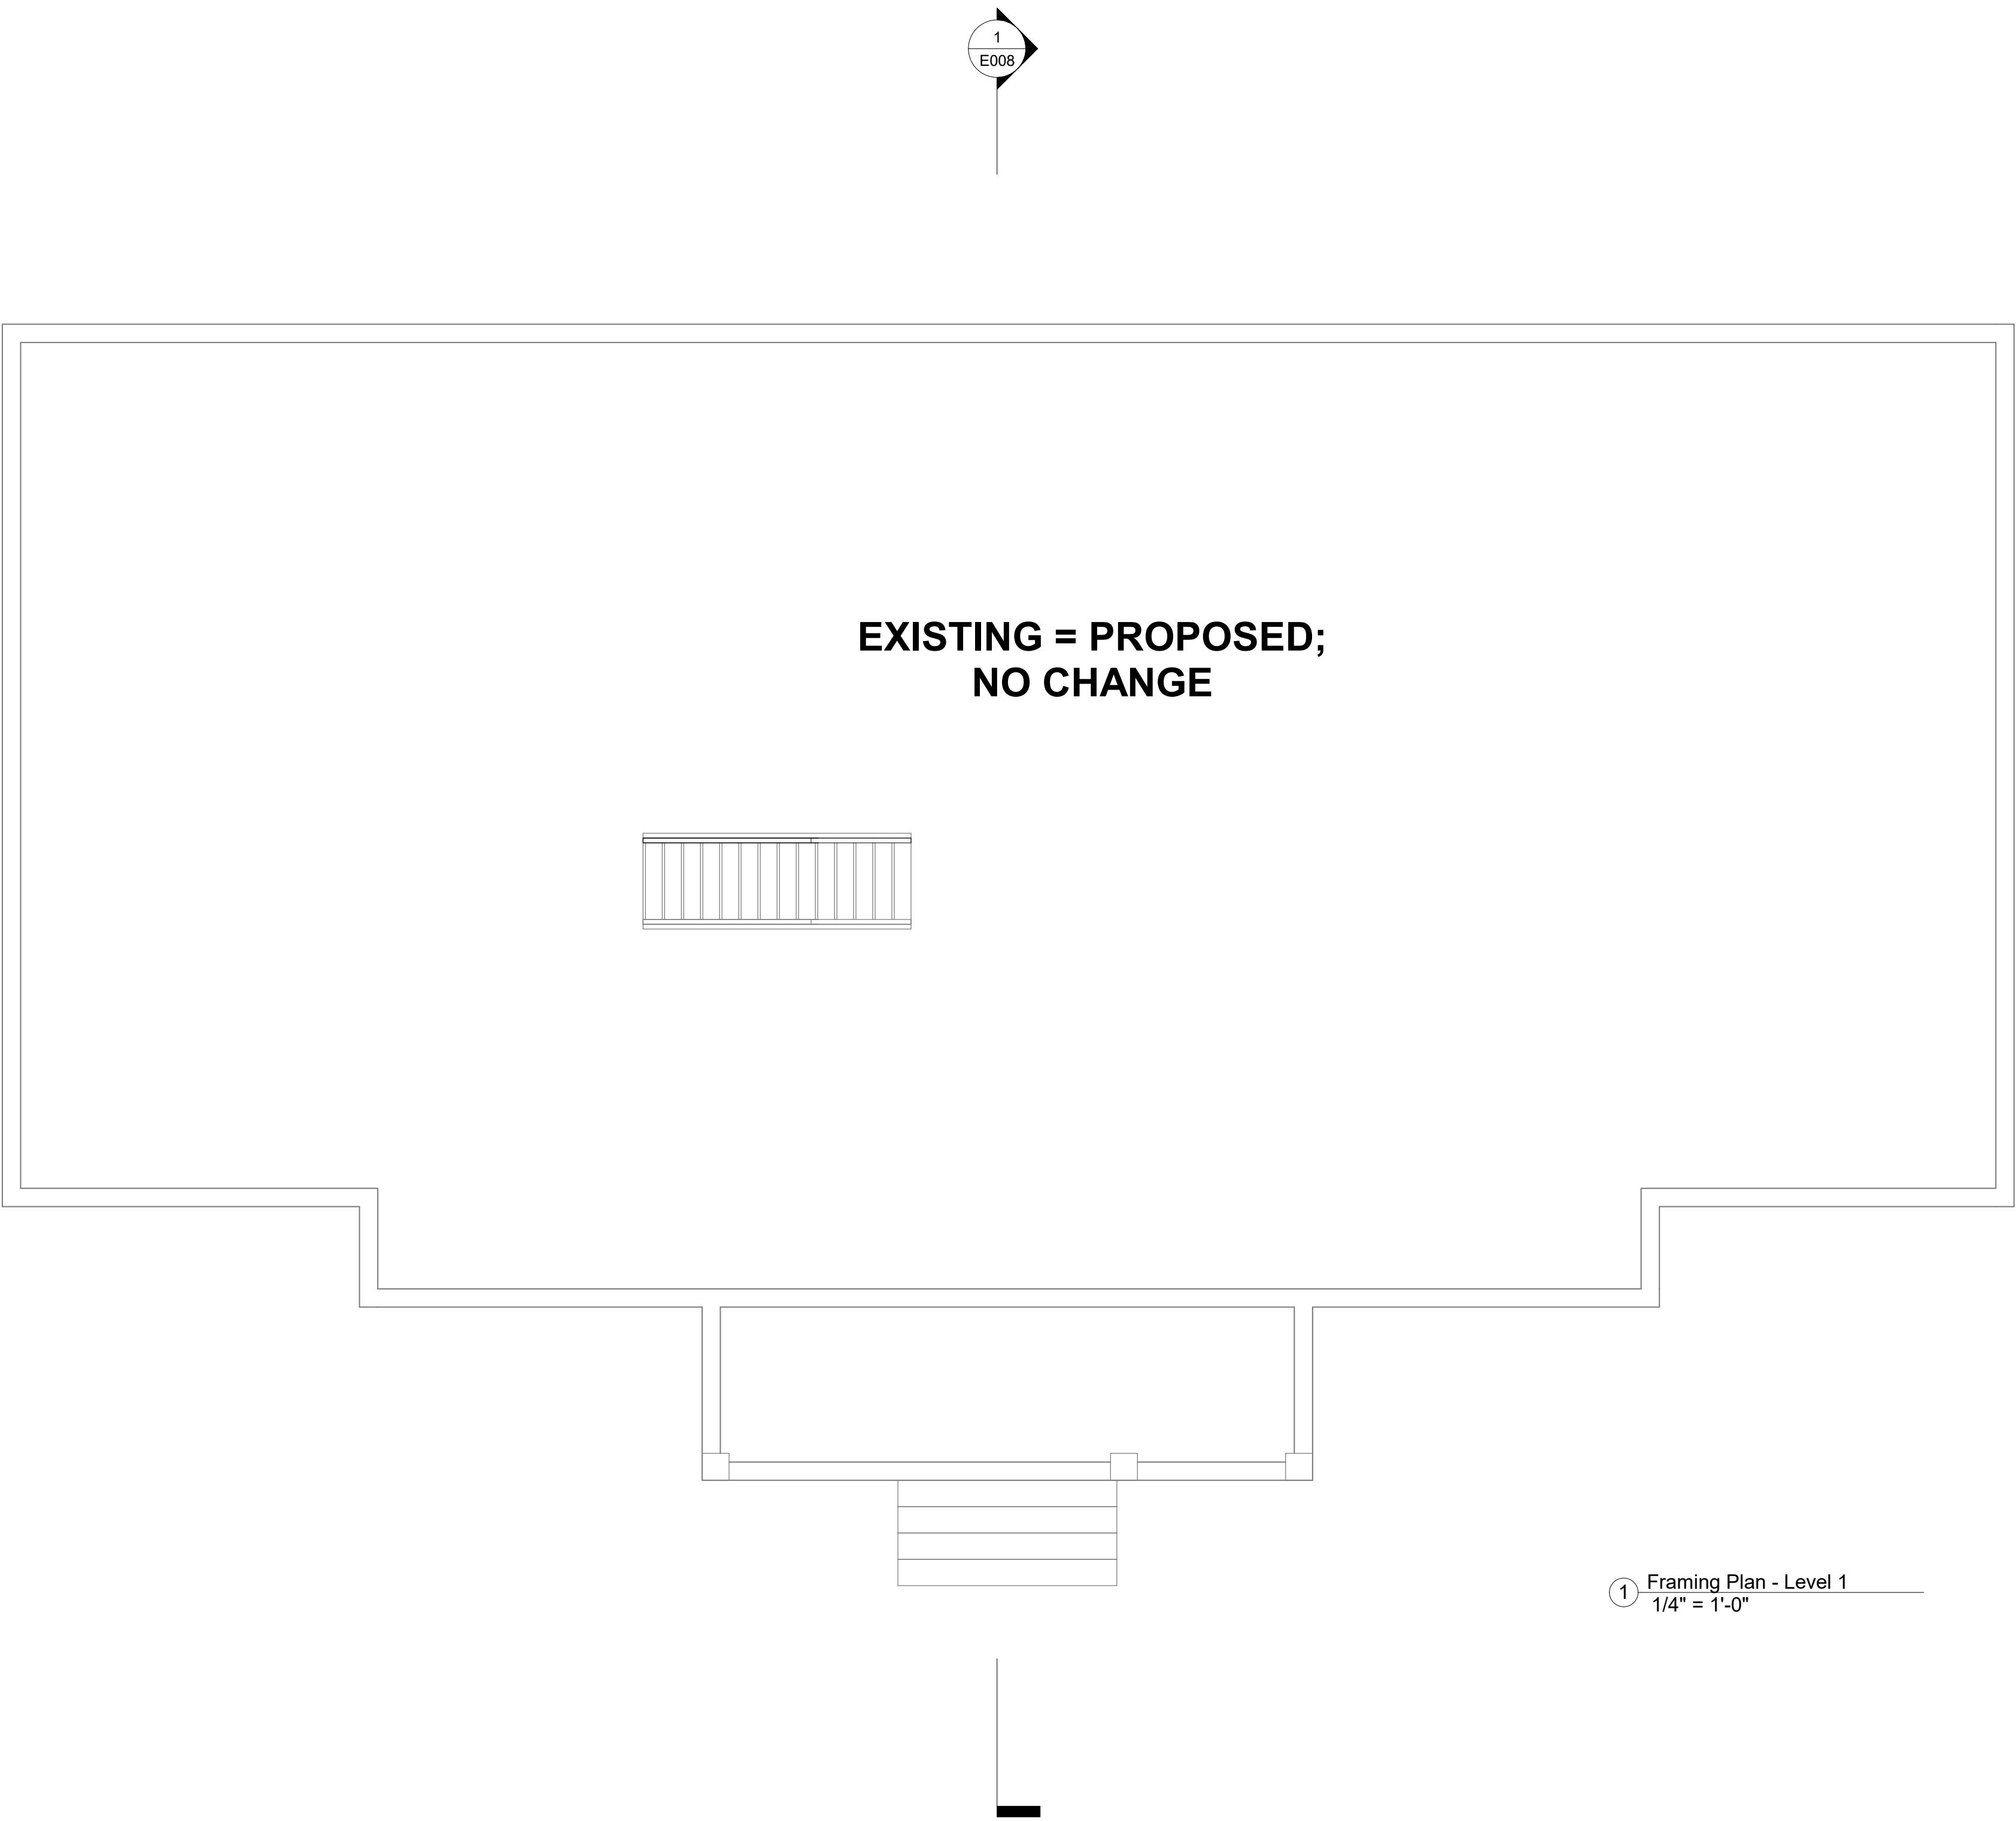 1
E008
EXISTING = PROPOSED;
NO CHANGE
1
Framing Plan - Level 1
1/4" = 1'-0"